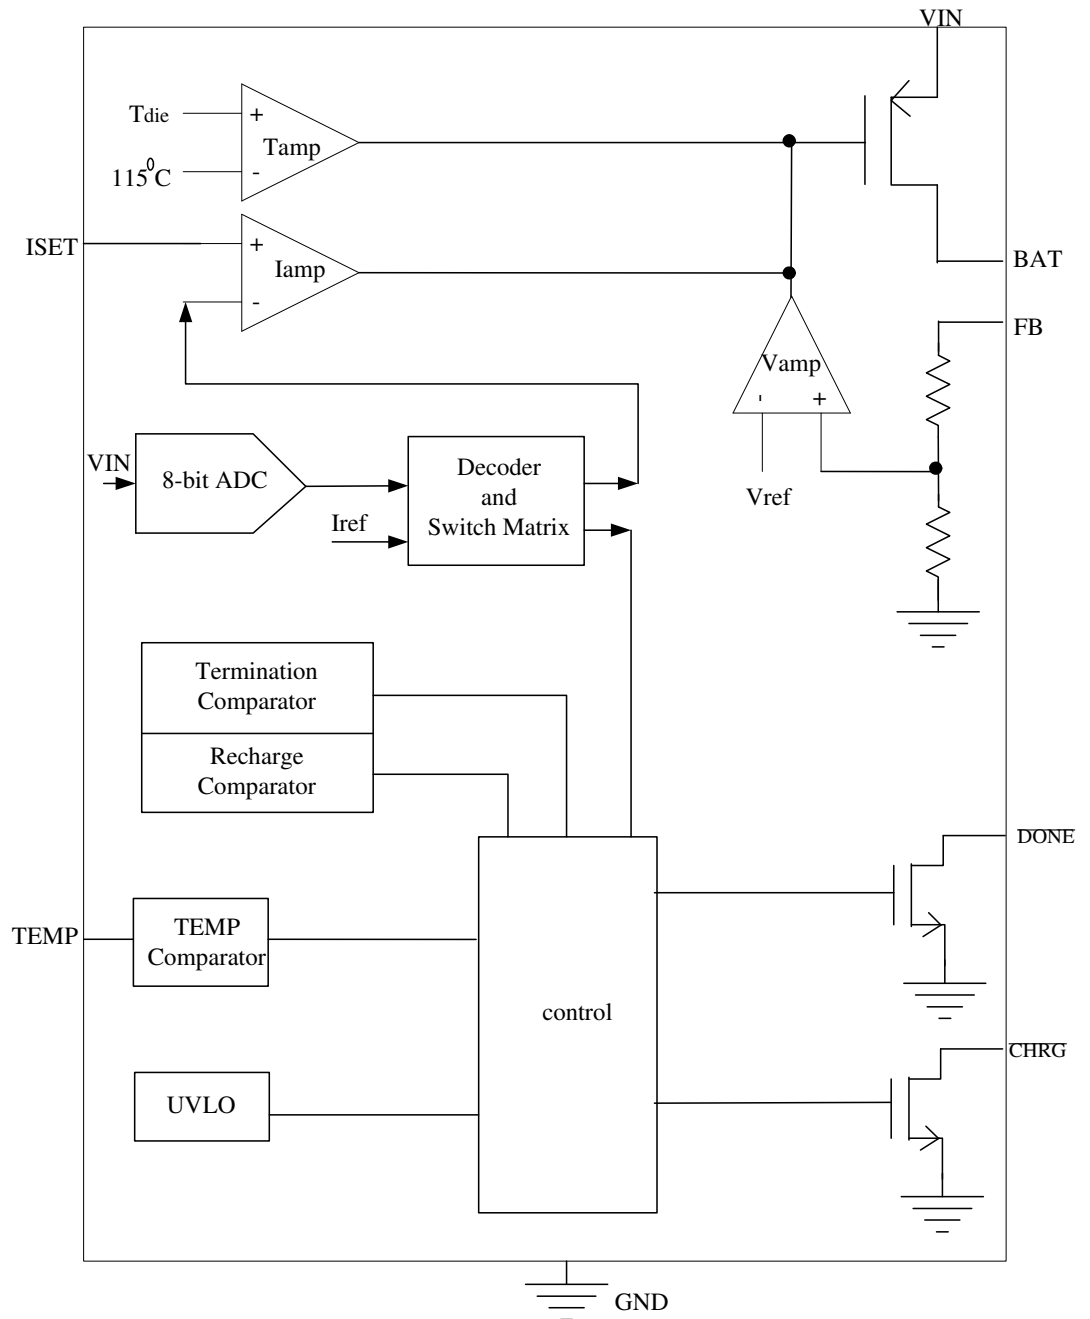 VIN
Tdie
+
Tamp
115⁰C
-
ISET
+
Iamp
-
BAT
FB
Vamp
- +
VIN
8-bit ADC
Decoder
and
Switch Matrix
Iref
Vref
Termination
Comparator
Recharge
Comparator
DONE
TEMP
TEMP
Comparator
control
CHRG
UVLO
GND